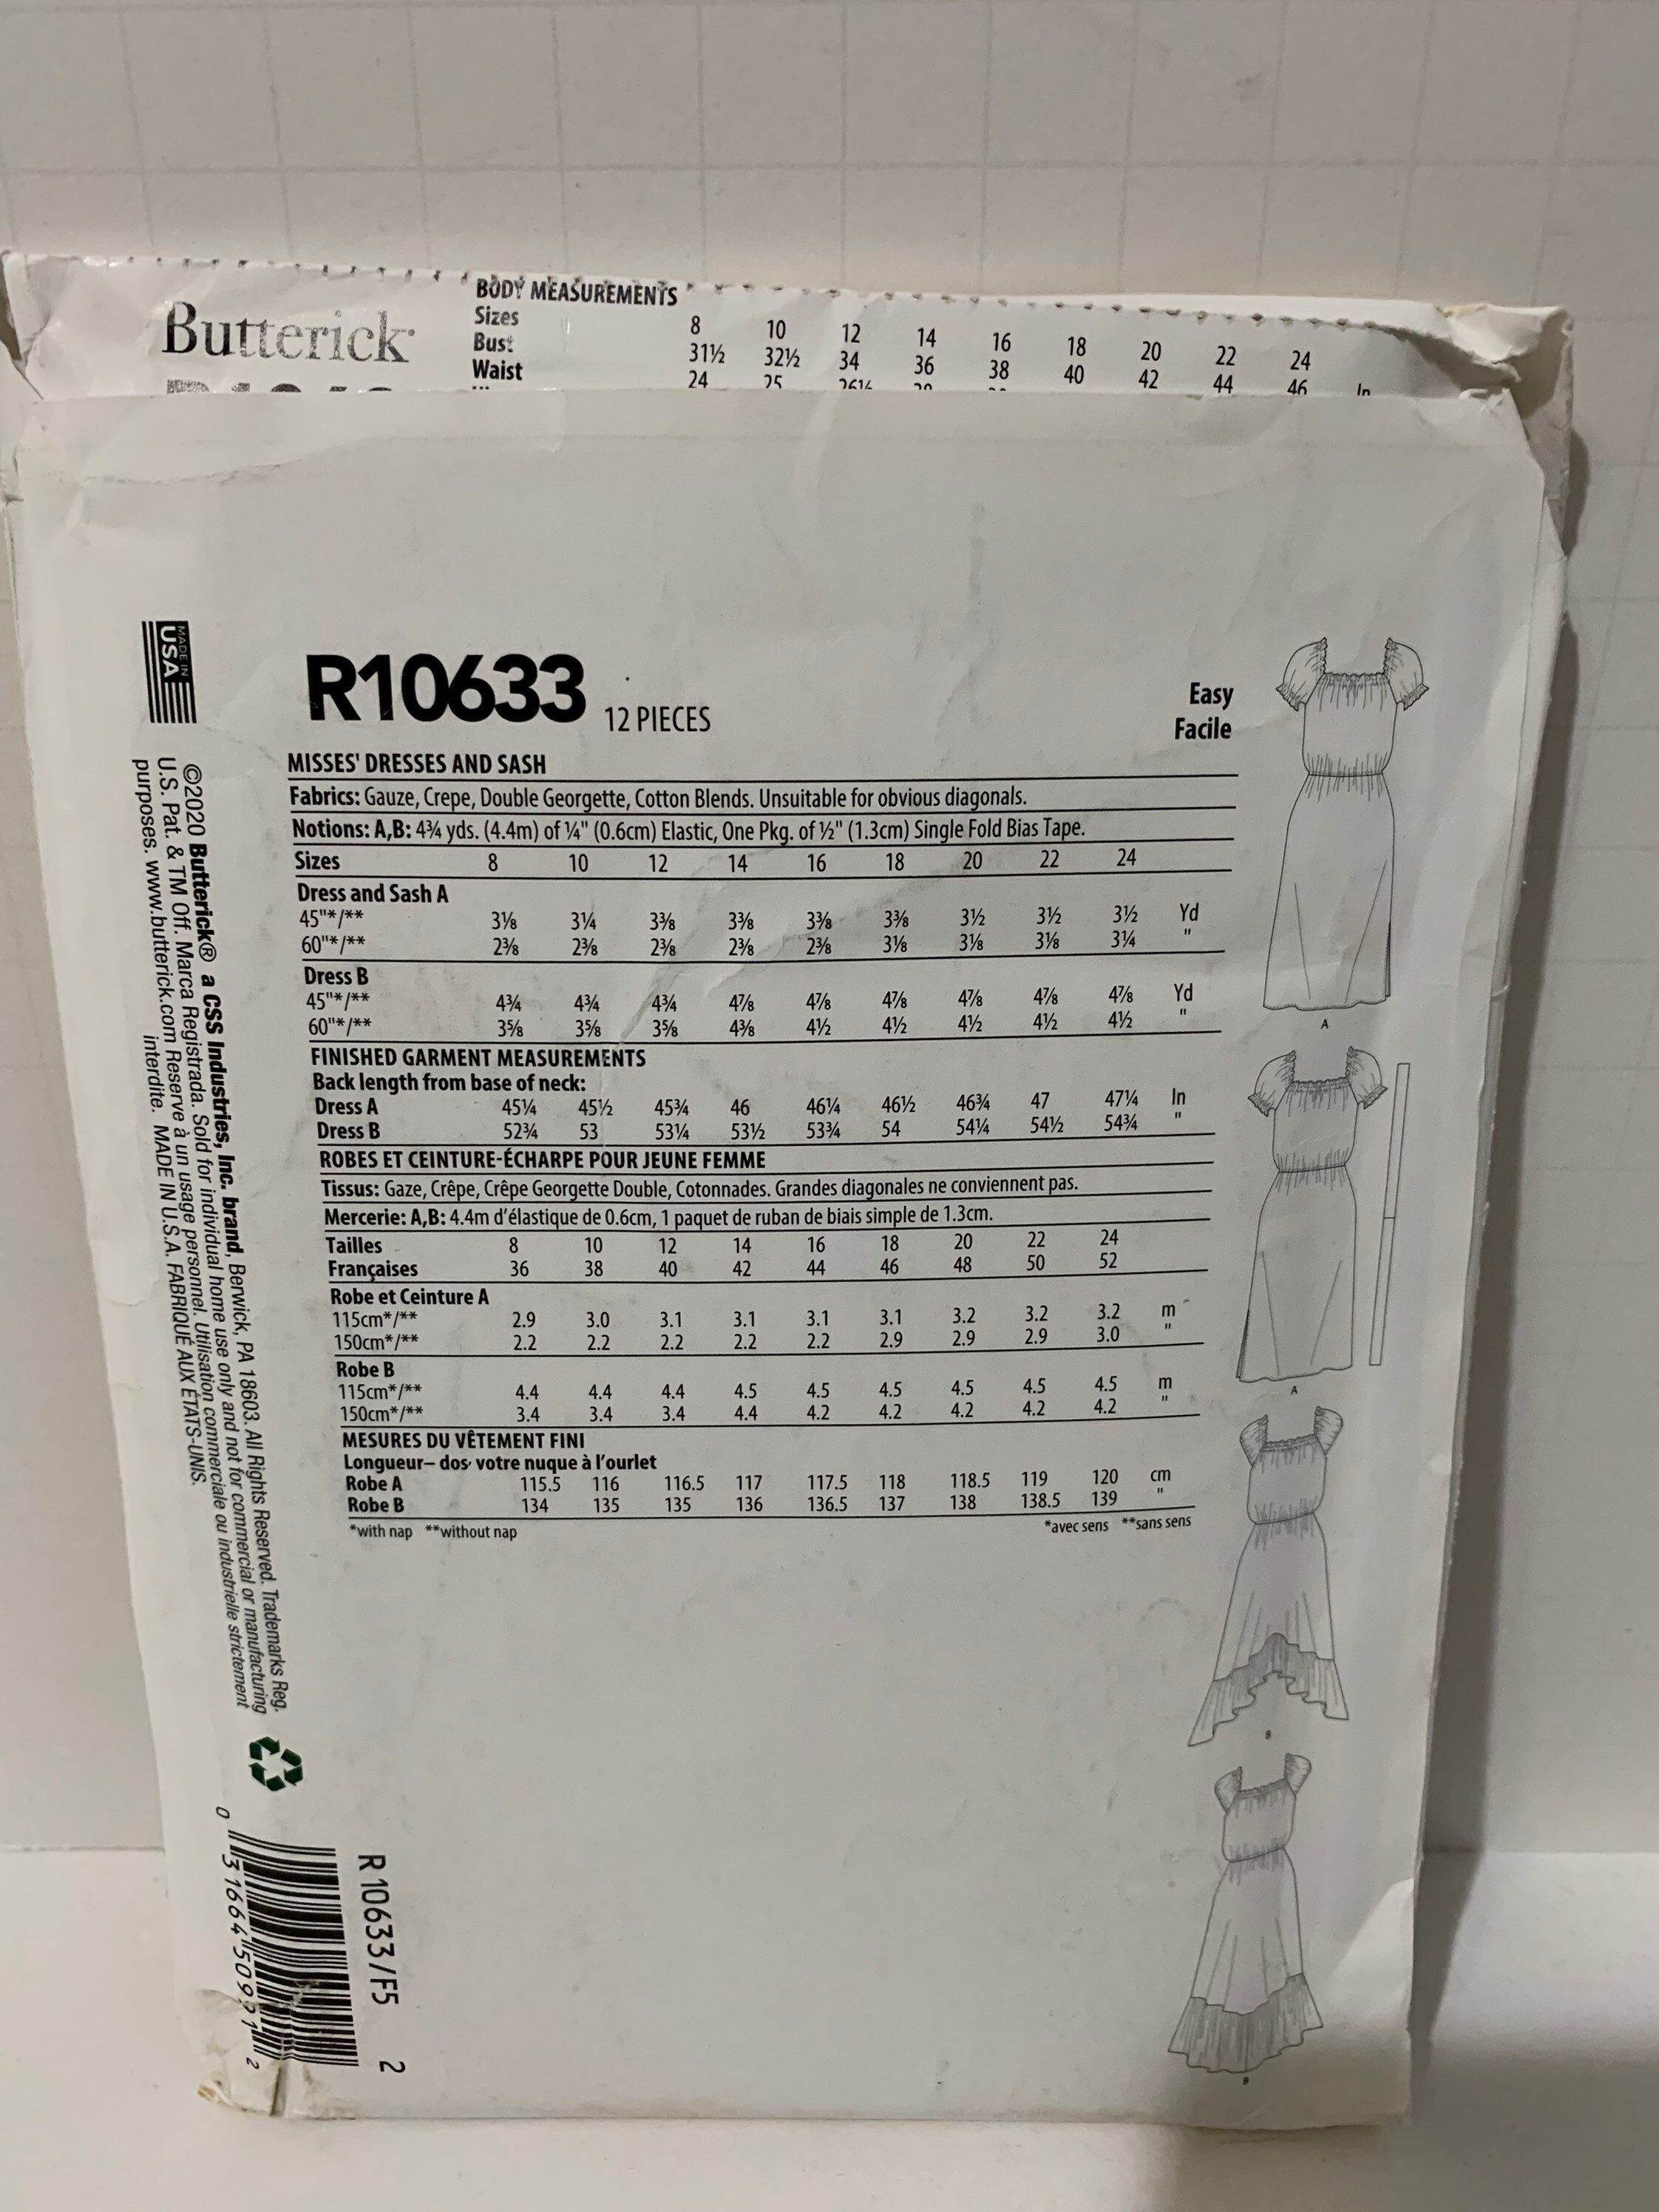 Butterick
BODY MEASUREMENTS
Sizes 8 10 12 14 16 18 20 22 24
Bust 31½ 32½ 34 36 38 40 42 44 46 In
Waist 24 25 26½
MADE IN
USA
R10633 12 PIECES
Easy
Facile
MISSES' DRESSES AND SASH
Fabrics: Gauze, Crepe, Double Georgette, Cotton Blends. Unsuitable for obvious diagonals.
Notions: A,B: 4¾ yds. (4.4m) of ¼" (0.6cm) Elastic, One Pkg. of ½" (1.3cm) Single Fold Bias Tape.
Sizes 8 10 12 14 16 18 20 22 24
Dress and Sash A
45"*/** 3⅛ 3¼ 3⅜ 3⅜ 3⅜ 3⅜ 3½ 3½ 3½ Yd
60"*/** 2⅜ 2⅜ 2⅜ 2⅜ 2⅜ 3⅛ 3⅛ 3⅛ 3¼ "
Dress B
45"*/** 4¾ 4¾ 4¾ 4⅞ 4⅞ 4⅞ 4⅞ 4⅞ 4⅞ Yd
60"*/** 3⅝ 3⅝ 3⅝ 4⅜ 4½ 4½ 4½ 4½ 4½ "
FINISHED GARMENT MEASUREMENTS
Back length from base of neck:
Dress A 45¼ 45½ 45¾ 46 46¼ 46½ 46¾ 47 47¼ In
Dress B 52¾ 53 53¼ 53½ 53¾ 54 54¼ 54½ 54¾ "
ROBES ET CEINTURE-ÉCHARPE POUR JEUNE FEMME
Tissus: Gaze, Crêpe, Crêpe Georgette Double, Cotonnades. Grandes diagonales ne conviennent pas.
Mercerie: A,B: 4.4m d'élastique de 0.6cm, 1 paquet de ruban de biais simple de 1.3cm.
Tailles 8 10 12 14 16 18 20 22 24
Françaises 36 38 40 42 44 46 48 50 52
Robe et Ceinture A
115cm*/** 2.9 3.0 3.1 3.1 3.1 3.1 3.2 3.2 3.2 m
150cm*/** 2.2 2.2 2.2 2.2 2.2 2.9 2.9 2.9 3.0 "
Robe B
115cm*/** 4.4 4.4 4.4 4.5 4.5 4.5 4.5 4.5 4.5 m
150cm*/** 3.4 3.4 3.4 4.4 4.2 4.2 4.2 4.2 4.2 "
MESURES DU VÊTEMENT FINI
Longueur– dos votre nuque à l'ourlet
Robe A 115.5 116 116.5 117 117.5 118 118.5 119 120 cm
Robe B 134 135 135 136 136.5 137 138 138.5 139 "
*with nap **without nap *avec sens **sans sens
A
A
B
B
©2020 Butterick® a CSS Industries, Inc. brand, Berwick, PA 18603. All Rights Reserved. Trademarks Reg.
U.S. Pat. & TM Off. Marca Registrada. Sold for individual home use only and not for commercial or manufacturing
purposes. www.butterick.com Reserve à un usage personnel. Utilisation commerciale ou industrielle strictement
interdite. MADE IN U.S.A. FABRIQUÉ AUX ÉTATS-UNIS.
R10633/F5 2
0 31664 50991 2